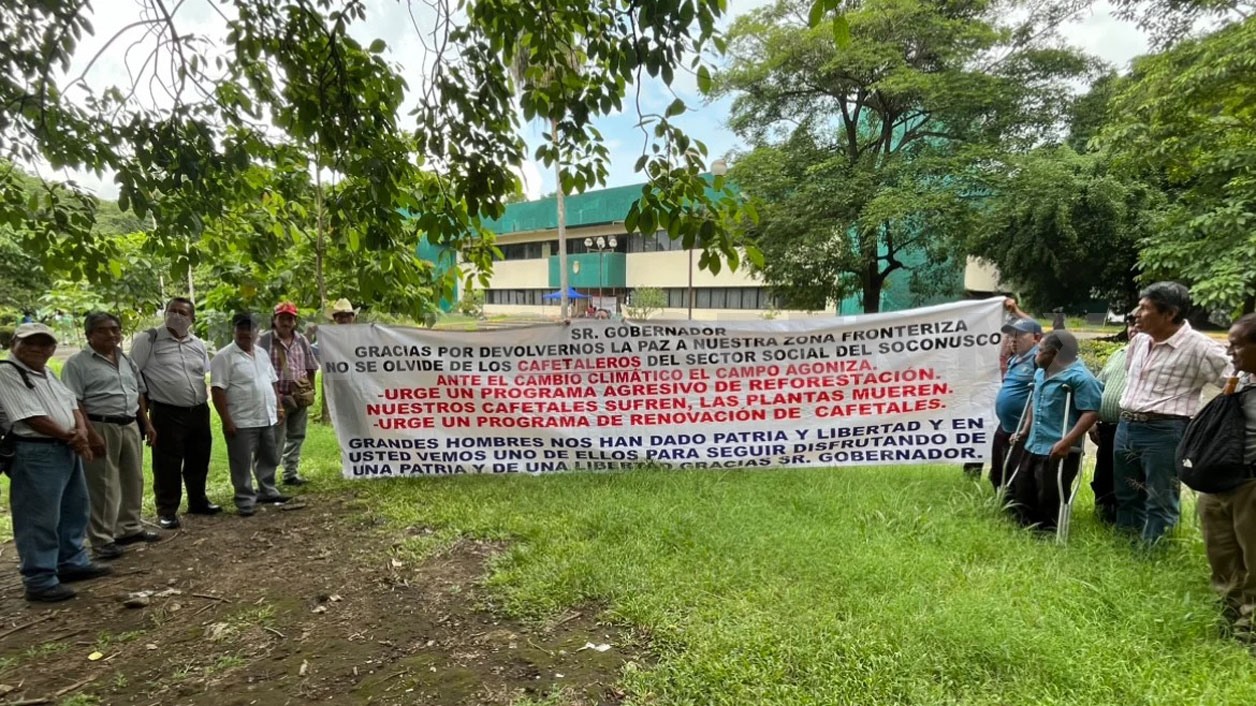 SR. GOBERNADOR
GRACIAS POR DEVOLVERNOS LA PAZ A NUESTRA ZONA FRONTERIZA
NO SE OLVIDE DE LOS CAFETALEROS DEL SECTOR SOCIAL DEL SOCONUSCO
ANTE EL CAMBIO CLIMÁTICO EL CAMPO AGONIZA.
-URGE UN PROGRAMA AGRESIVO DE REFORESTACIÓN.
NUESTROS CAFETALES SUFREN, LAS PLANTAS MUEREN.
-URGE UN PROGRAMA DE RENOVACIÓN DE CAFETALES.-
GRANDES HOMBRES NOS HAN DADO PATRIA Y LIBERTAD Y EN
USTED VEMOS UNO DE ELLOS PARA SEGUIR DISFRUTANDO DE
UNA PATRIA Y DE UNA LIBERTAD GRACIAS SR. GOBERNADOR.